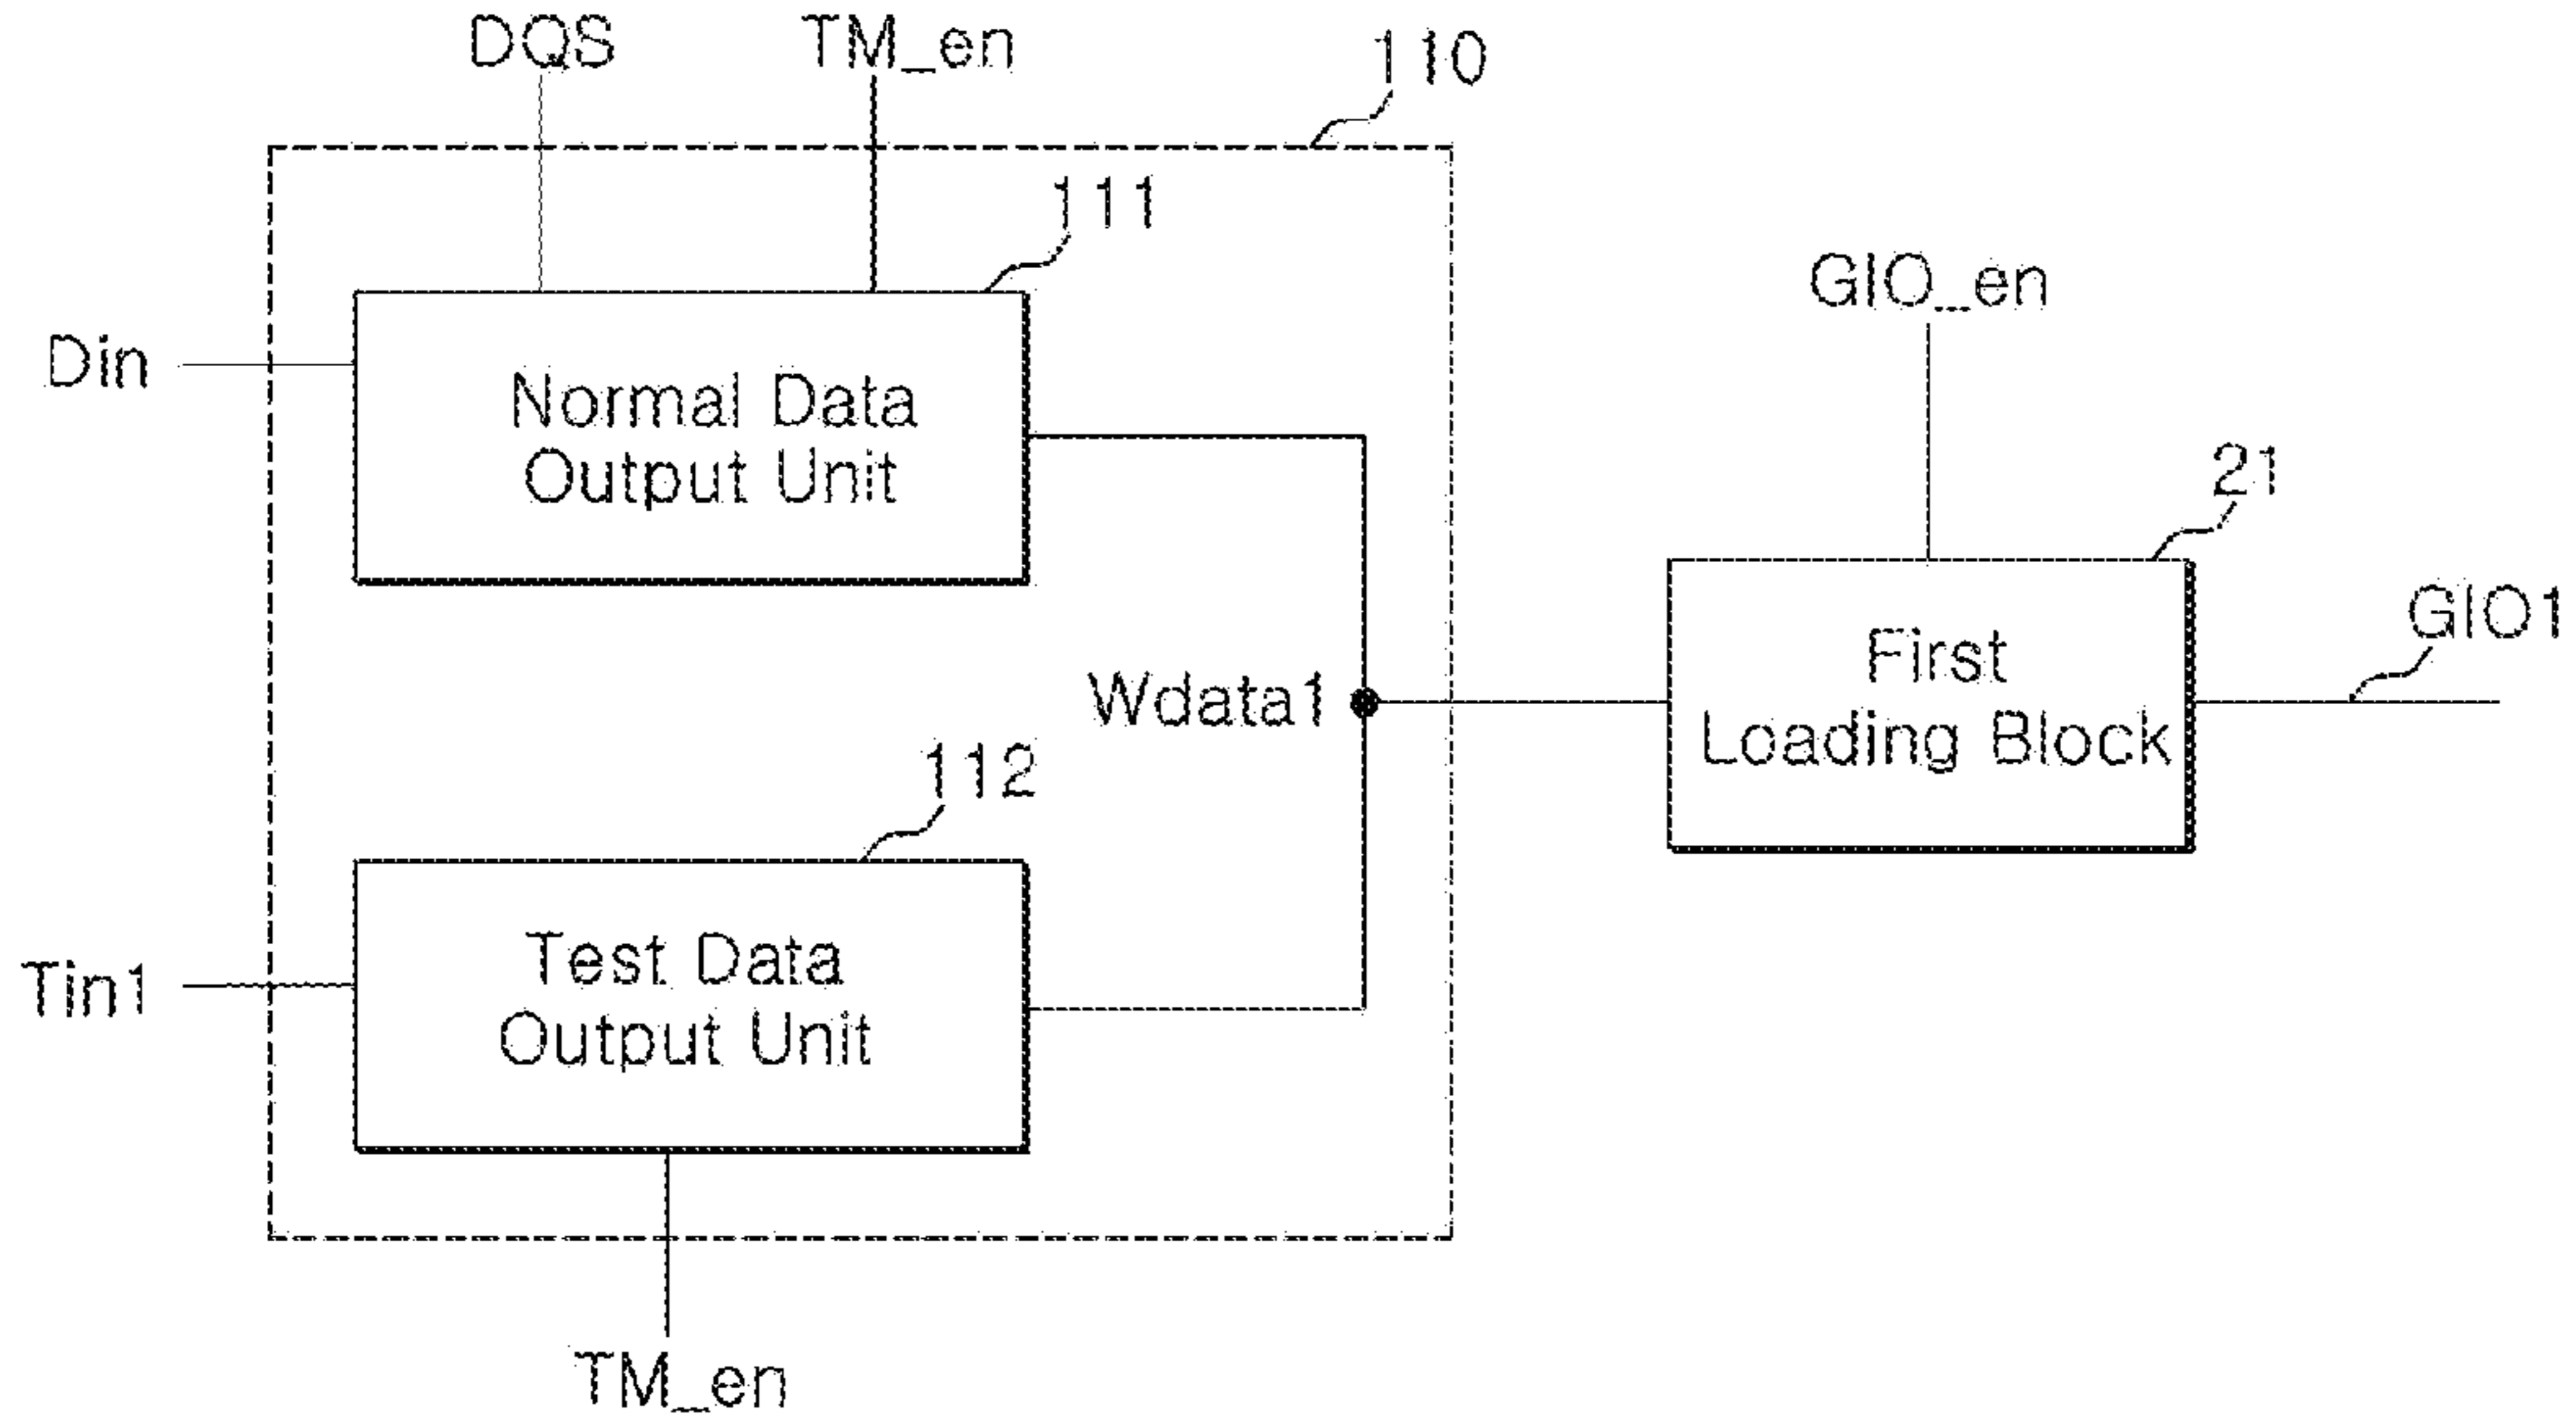 DQS
TM_en
110
111
Din
Normal Data
Output Unit
GIO_en
21
GIO1
First
Loading Block
Wdata1
112
Tin1
Test Data
Output Unit
TM_en